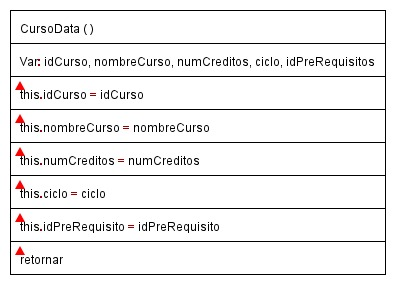 CursoData ( )
Var: idCurso, nombreCurso, numCreditos, ciclo, idPreRequisitos
this.idCurso = idCurso
this.nombreCurso = nombreCurso
this.numCreditos = numCreditos
this.ciclo = ciclo
this.idPreRequisito = idPreRequisito
retornar